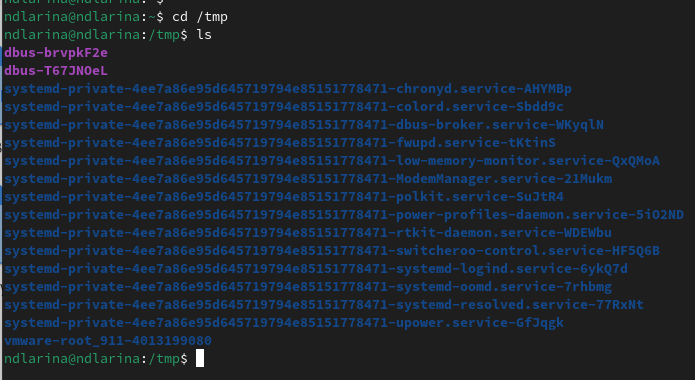 ndlarina@ndlarina:~$ cd /tmp
ndlarina@ndlarina:/tmp$ ls
dbus-brvpkF2e
dbus-T67JNOeL
systemd-private-4ee7a86e95d645719794e85151778471-chronyd.service-AHYMBp
systemd-private-4ee7a86e95d645719794e85151778471-colord.service-Sbdd9c
systemd-private-4ee7a86e95d645719794e85151778471-dbus-broker.service-WKyqlN
systemd-private-4ee7a86e95d645719794e85151778471-fwupd.service-tKtinS
systemd-private-4ee7a86e95d645719794e85151778471-low-memory-monitor.service-QxQMoA
systemd-private-4ee7a86e95d645719794e85151778471-ModemManager.service-21Mukm
systemd-private-4ee7a86e95d645719794e85151778471-polkit.service-SuJtR4
systemd-private-4ee7a86e95d645719794e85151778471-power-profiles-daemon.service-5iO2ND
systemd-private-4ee7a86e95d645719794e85151778471-rtkit-daemon.service-WDEWbu
systemd-private-4ee7a86e95d645719794e85151778471-switcheroo-control.service-HF5Q6B
systemd-private-4ee7a86e95d645719794e85151778471-systemd-logind.service-6ykQ7d
systemd-private-4ee7a86e95d645719794e85151778471-systemd-oomd.service-7rhbmg
systemd-private-4ee7a86e95d645719794e85151778471-systemd-resolved.service-77RxNt
systemd-private-4ee7a86e95d645719794e85151778471-upower.service-GfJqgk
vmware-root_911-4013199080
ndlarina@ndlarina:/tmp$